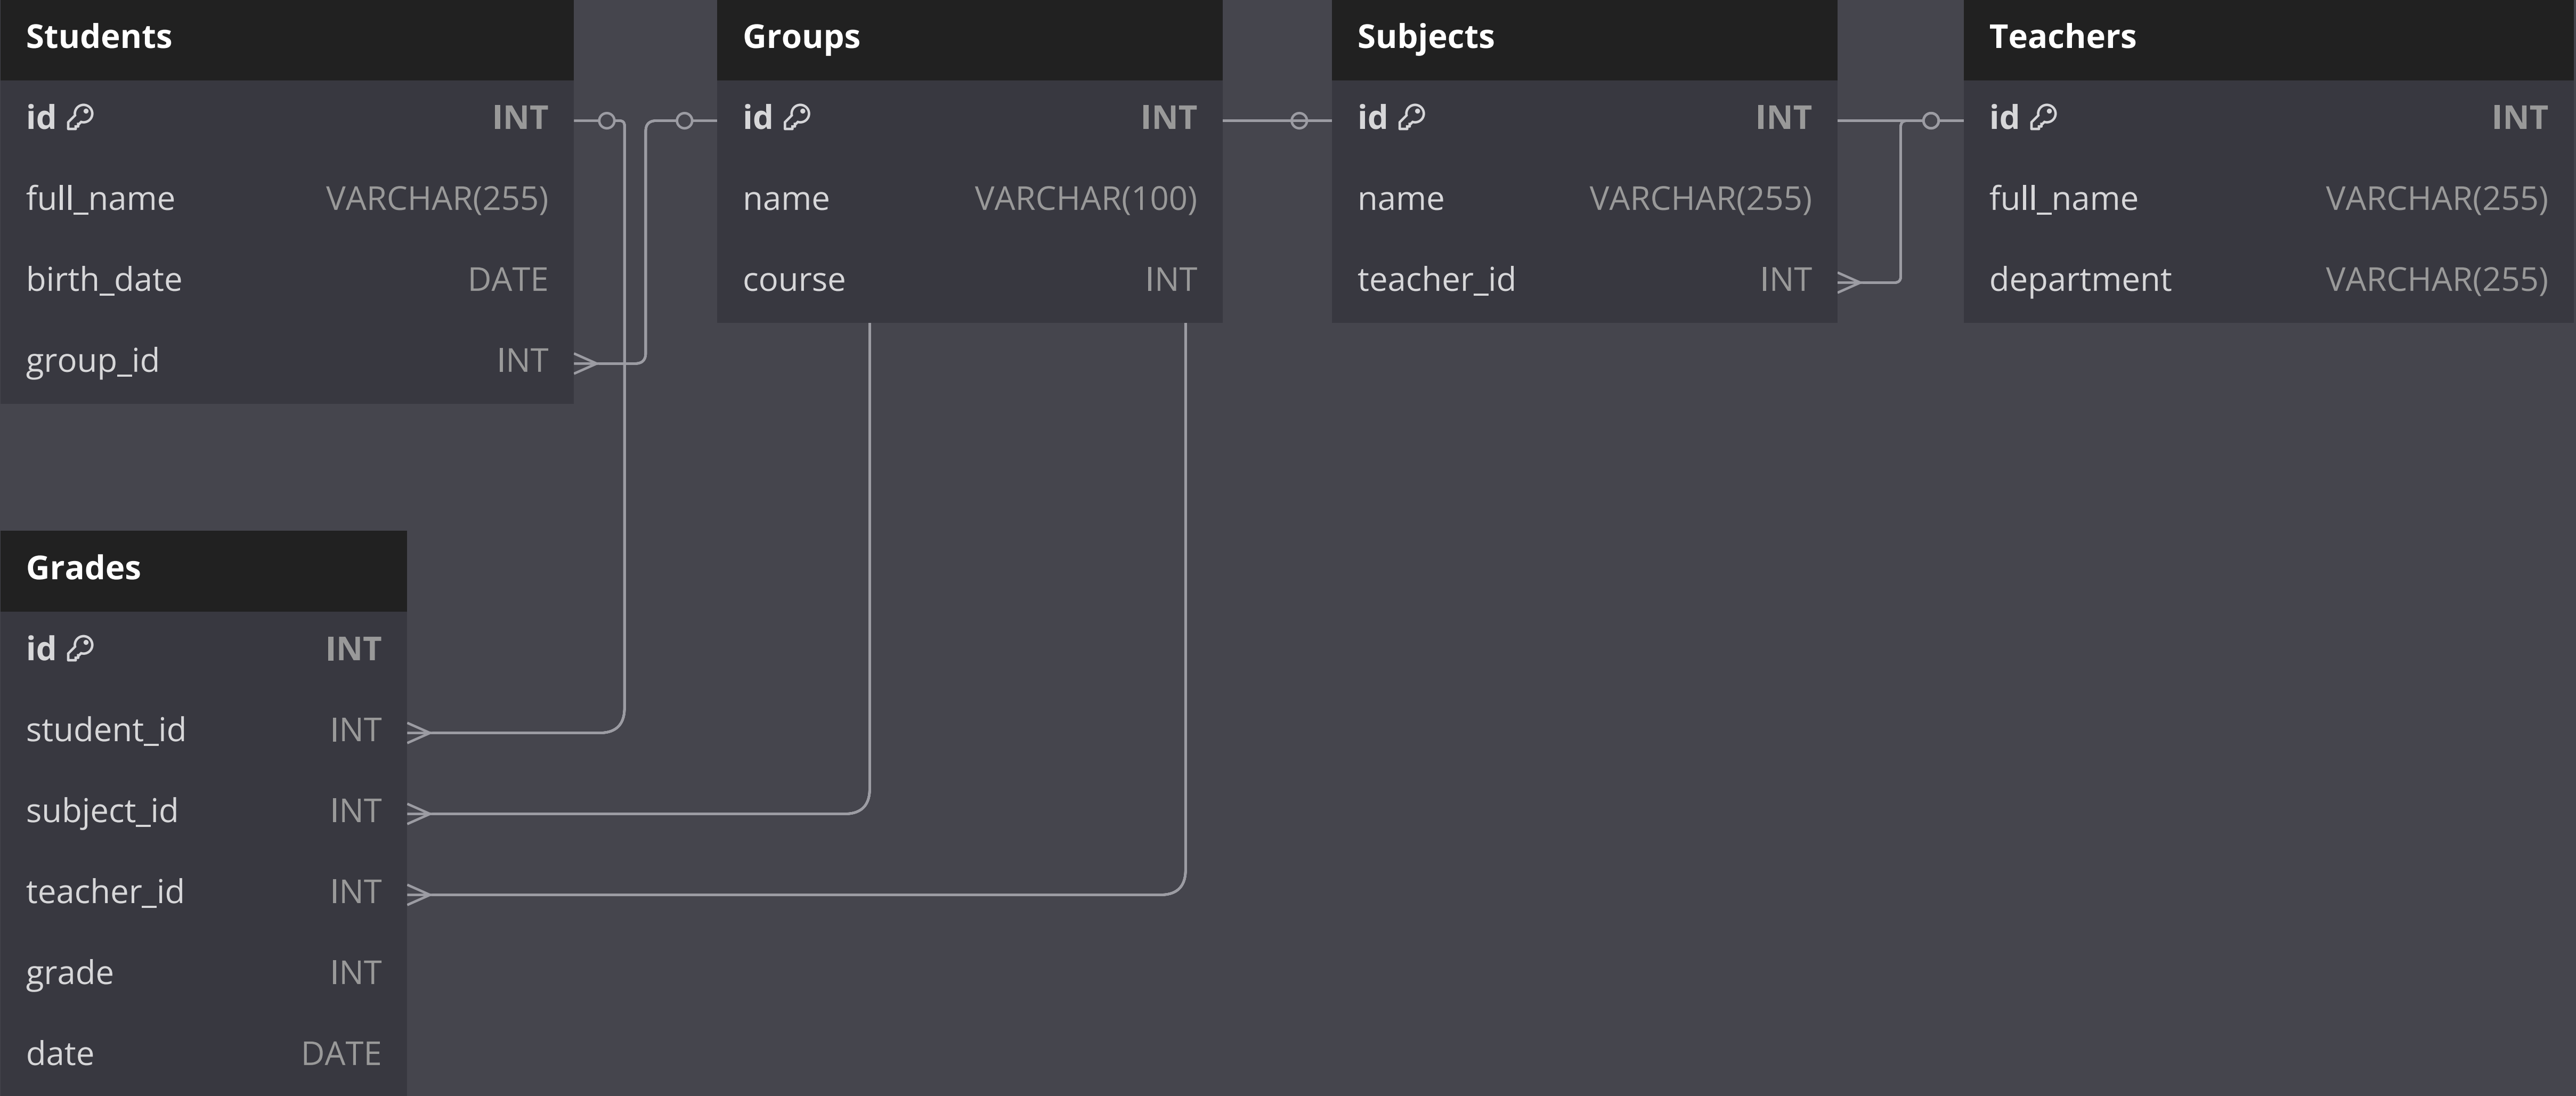 Students
id INT
full_name VARCHAR(255)
birth_date DATE
group_id INT
Groups
id INT
name VARCHAR(100)
course INT
Subjects
id INT
name VARCHAR(255)
teacher_id INT
Teachers
id INT
full_name VARCHAR(255)
department VARCHAR(255)
Grades
id INT
student_id INT
subject_id INT
teacher_id INT
grade INT
date DATE